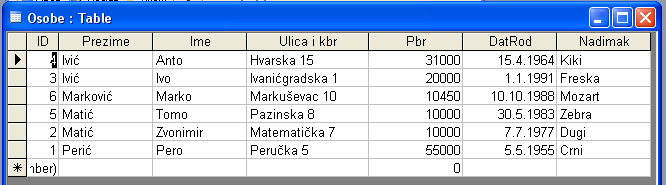 Osobe : Table
ID Prezime Ime Ulica i kbr Pbr DatRod Nadimak
4 Ivić Anto Hvarska 15 31000 15.4.1964 Kiki
3 Ivić Ivo Ivanićgradska 1 20000 1.1.1991 Freska
6 Marković Marko Markuševac 10 10450 10.10.1988 Mozart
5 Matić Tomo Pazinska 8 10000 30.5.1983 Zebra
2 Matić Zvonimir Matematička 7 10000 7.7.1977 Dugi
1 Perić Pero Peručka 5 55000 5.5.1955 Crni
mber) 0